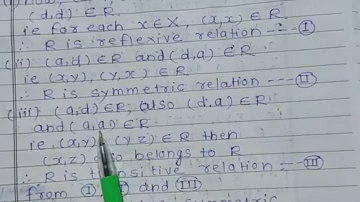 (d,d) ∈ R
ie for each x∈X, (x,x) ∈ R
∴ R is reflexive relation - - - Ⓘ
(ii) (a,d) ∈ R and (d,a) ∈ R
ie (x,y), (y,x) ∈ R
∴ R is symmetric relation --- Ⅱ
(iii) (a,d) ∈ R, also (d,a) ∈ R
and (a,a) ∈ R
ie. (x,y) (y z) ∈ R then
(x,z) also belongs to R
∴ R is transitive relation --- Ⅲ
from Ⓘ and Ⅲ